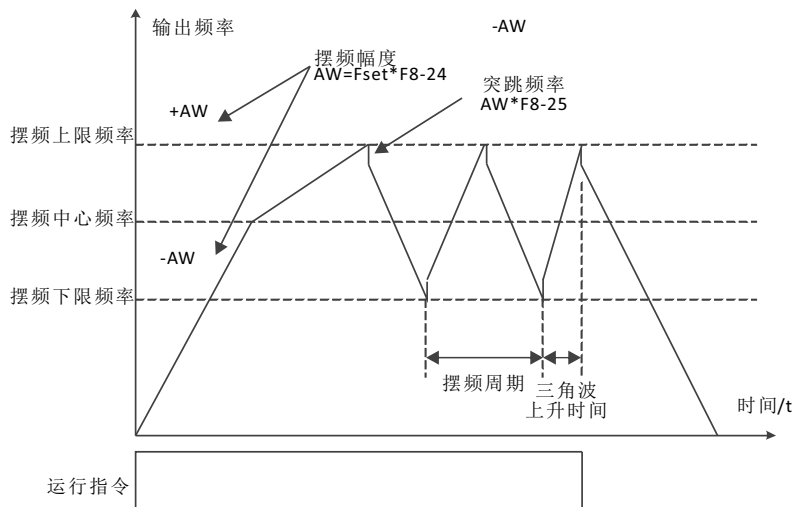 输出频率
-AW
摆频幅度
AW=Fset*F8-24
突跳频率
AW*F8-25
+AW
摆频上限频率
摆频中心频率
-AW
摆频下限频率
摆频周期
三角波
上升时间
时间/t
运行指令